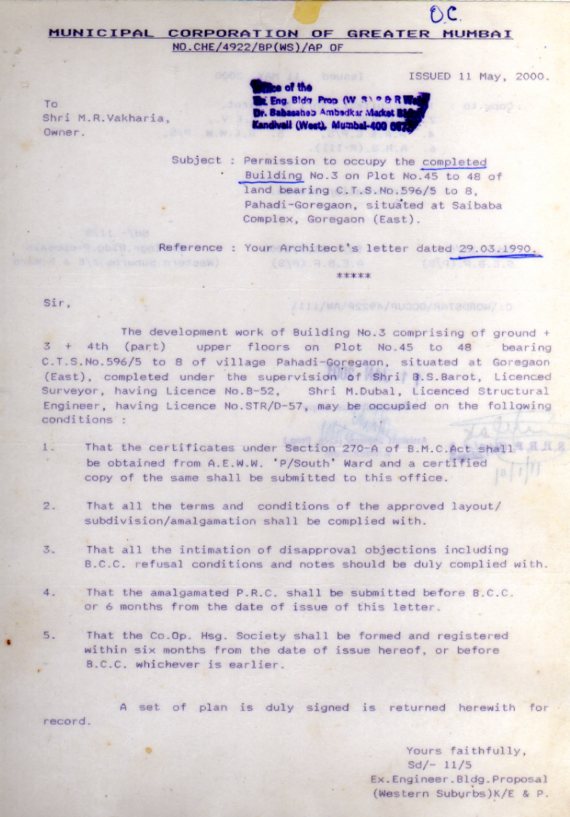 O.C.
MUNICIPAL CORPORATION OF GREATER MUMBAI
NO.CHE/4922/BP(WS)/AP OF
ISSUED 11 May, 2000.
of the
Eng. Bldg Prop (W S) P & R
Dr. Babasaheb Ambedkar Market
Kandivali (West), Mumbai-400
To
Shri M.R.Vakharia,
Owner.
Subject : Permission to occupy the completed
Building No.3 on Plot No.45 to 48 of
land bearing C.T.S.No.596/5 to 8,
Pahadi-Goregaon, situated at Saibaba
Complex, Goregaon (East).
Reference : Your Architect's letter dated 29.03.1990.
*****
Sir,
The development work of Building No.3 comprising of ground +
3 + 4th (part) upper floors on Plot No.45 to 48 bearing
C.T.S.No.596/5 to 8 of village Pahadi-Goregaon, situated at Goregaon
(East), completed under the supervision of Shri B.S.Barot, Licenced
Surveyor, having Licence No.B-52, Shri M.Dubal, Licenced Structural
Engineer, having Licence No.STR/D-57, may be occupied on the following
conditions :
1. That the certificates under Section 270-A of B.M.C.Act shall
be obtained from A.E.W.W. 'P/South' Ward and a certified
copy of the same shall be submitted to this office.
2. That all the terms and conditions of the approved layout/
subdivision/amalgamation shall be complied with.
3. That all the intimation of disapproval objections including
B.C.C. refusal conditions and notes should be duly complied with.
4. That the amalgamated P.R.C. shall be submitted before B.C.C.
or 6 months from the date of issue of this letter.
5. That the Co.Op. Hsg. Society shall be formed and registered
within six months from the date of issue hereof, or before
B.C.C. whichever is earlier.
A set of plan is duly signed is returned herewith for
record.
Yours faithfully,
Sd/- 11/5
Ex.Engineer.Bldg.Proposal
(Western Suburbs)K/E & P.